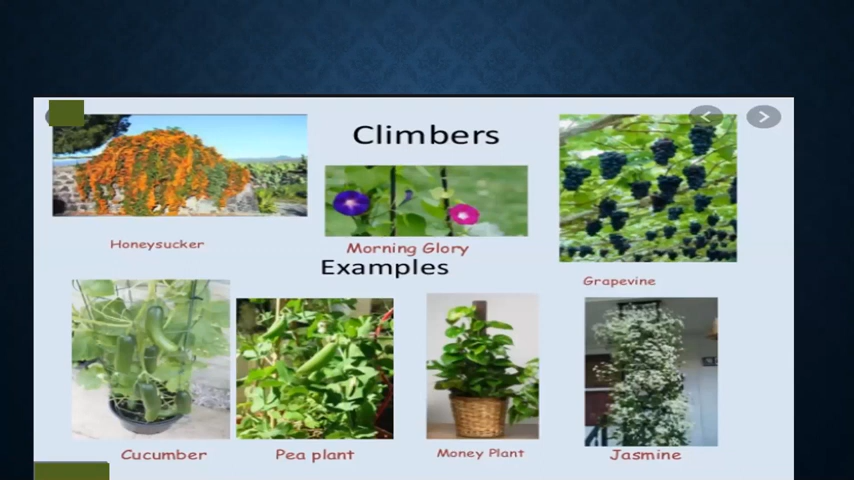 Climbers
Honeysucker
Morning Glory
Examples
Grapevine
Cucumber
Pea plant
Money Plant
Jasmine